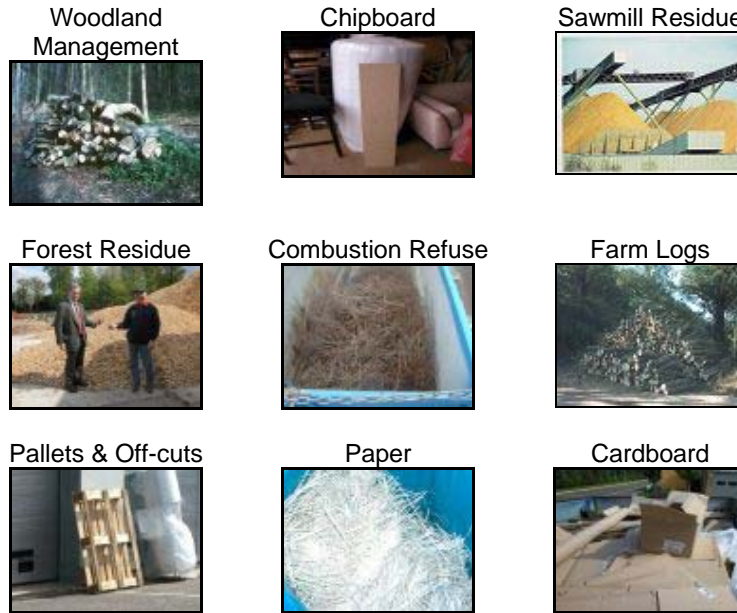 Woodland
Management
Chipboard
Sawmill Residue
Forest Residue
Combustion Refuse
Farm Logs
Pallets & Off-cuts
Paper
Cardboard